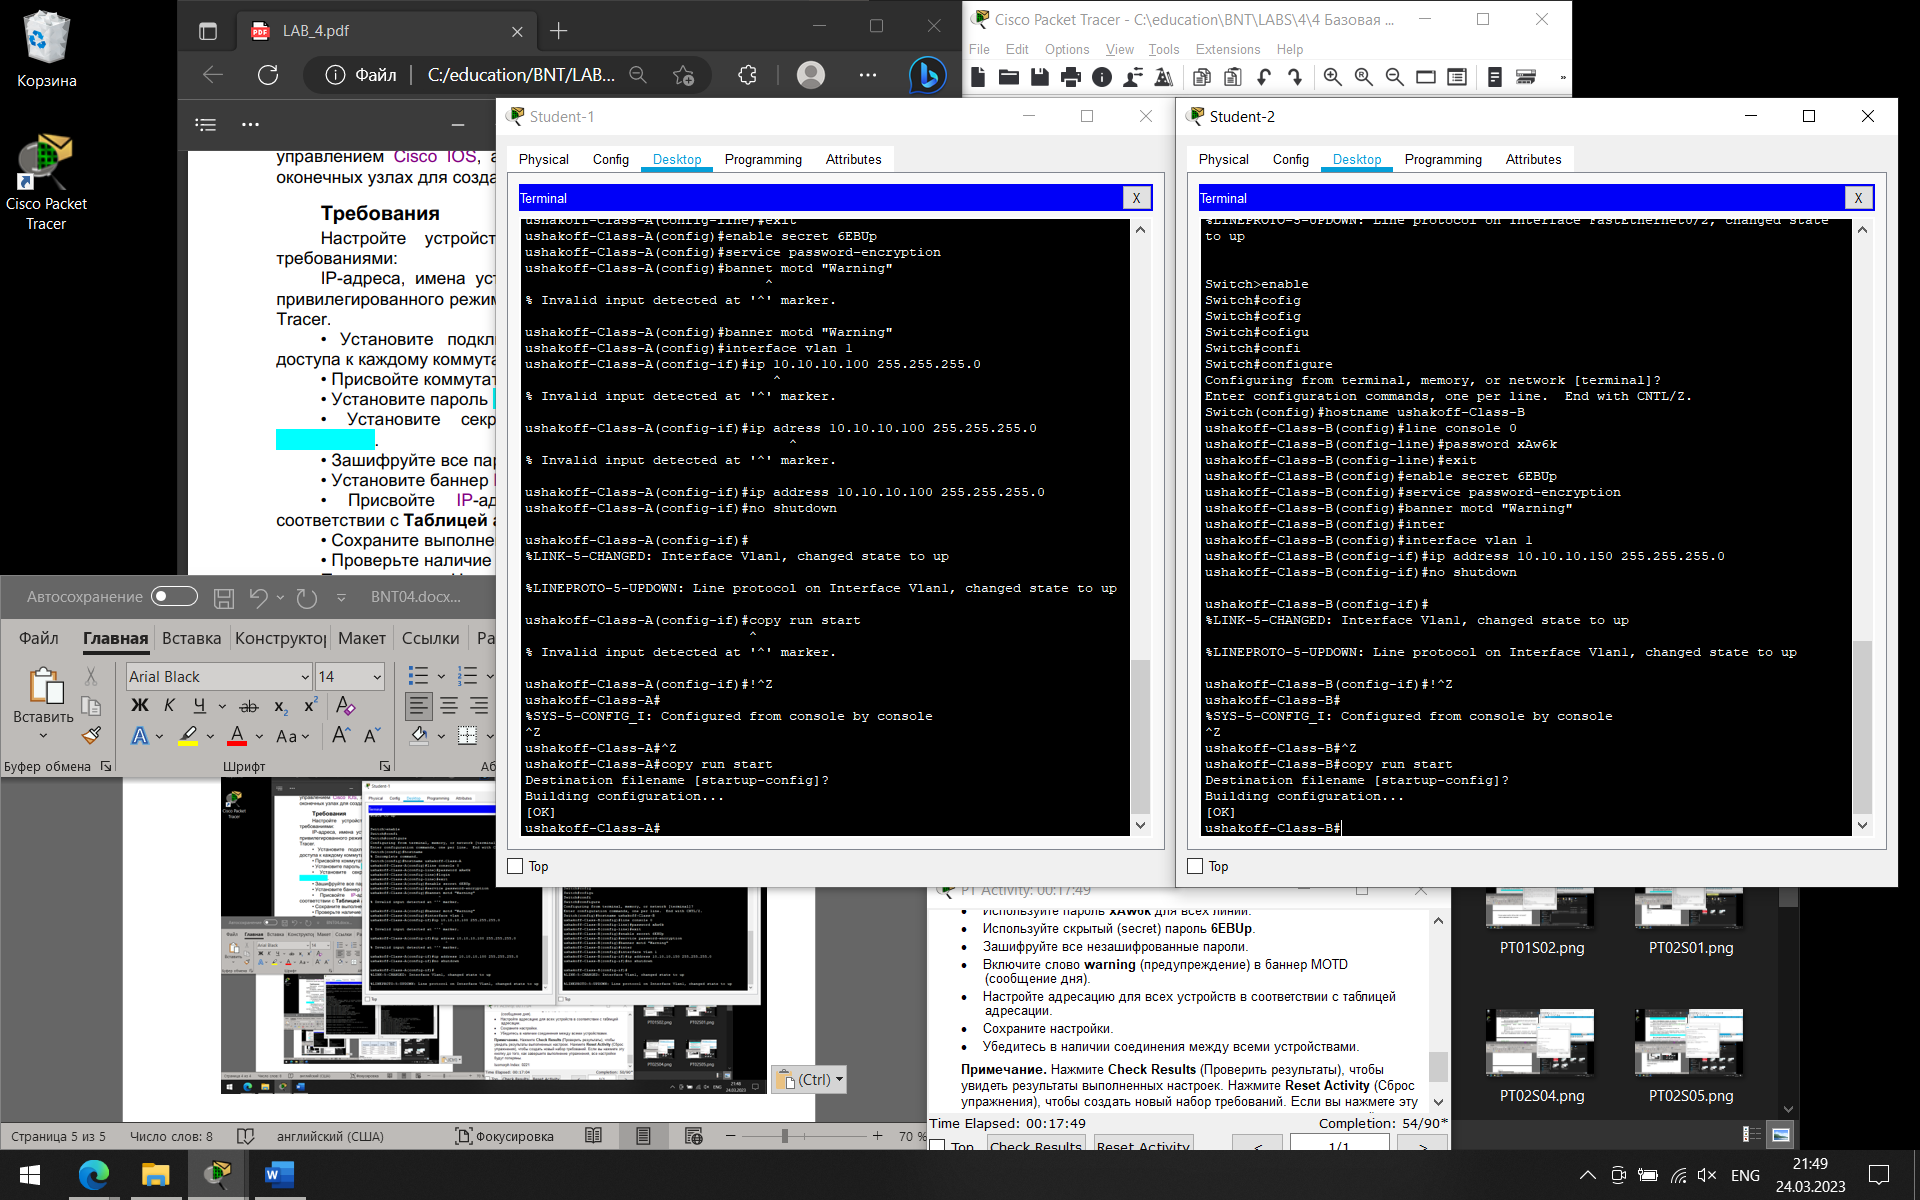 Корзина
Cisco Packet
Tracer
LAB_4.pdf
Файл
C:/education/BNT/LAB...
управлением Cisco IOS, а
оконечных узлах для созда
Требования
Настройте устройст
требованиями:
IP-адреса, имена уст
привилегированного режим
Tracer.
• Установите подкл
доступа к каждому коммута
• Присвойте коммутат
• Установите пароль
• Установите секр
.
• Зашифруйте все пар
• Установите баннер
• Присвойте IP-ад
соответствии с Таблицей а
• Сохраните выполне
• Проверьте наличие
Cisco Packet Tracer - C:\education\BNT\LABS\4\4 Базовая ...
File Edit Options View Tools Extensions Help
Student-1
Physical Config Desktop Programming Attributes
Terminal
X
ushakoff-Class-A(config-line)#exit
ushakoff-Class-A(config)#enable secret 6EBUp
ushakoff-Class-A(config)#service password-encryption
ushakoff-Class-A(config)#bannet motd "Warning"
^
% Invalid input detected at '^' marker.
ushakoff-Class-A(config)#banner motd "Warning"
ushakoff-Class-A(config)#interface vlan 1
ushakoff-Class-A(config-if)#ip 10.10.10.100 255.255.255.0
^
% Invalid input detected at '^' marker.
ushakoff-Class-A(config-if)#ip adress 10.10.10.100 255.255.255.0
^
% Invalid input detected at '^' marker.
ushakoff-Class-A(config-if)#ip address 10.10.10.100 255.255.255.0
ushakoff-Class-A(config-if)#no shutdown
ushakoff-Class-A(config-if)#
%LINK-5-CHANGED: Interface Vlan1, changed state to up
%LINEPROTO-5-UPDOWN: Line protocol on Interface Vlan1, changed state to up
ushakoff-Class-A(config-if)#copy run start
^
% Invalid input detected at '^' marker.
ushakoff-Class-A(config-if)#!^Z
ushakoff-Class-A#
%SYS-5-CONFIG_I: Configured from console by console
^Z
ushakoff-Class-A#^Z
ushakoff-Class-A#copy run start
Destination filename [startup-config]?
Building configuration...
[OK]
ushakoff-Class-A#
Top
Student-2
Physical Config Desktop Programming Attributes
Terminal
X
%LINEPROTO-5-UPDOWN: Line protocol on Interface FastEthernet0/2, changed state
to up
Switch>enable
Switch#cofig
Switch#cofig
Switch#cofigu
Switch#confi
Switch#configure
Configuring from terminal, memory, or network [terminal]?
Enter configuration commands, one per line. End with CNTL/Z.
Switch(config)#hostname ushakoff-Class-B
ushakoff-Class-B(config)#line console 0
ushakoff-Class-B(config-line)#password xAw6k
ushakoff-Class-B(config-line)#exit
ushakoff-Class-B(config)#enable secret 6EBUp
ushakoff-Class-B(config)#service password-encryption
ushakoff-Class-B(config)#banner motd "Warning"
ushakoff-Class-B(config)#inter
ushakoff-Class-B(config)#interface vlan 1
ushakoff-Class-B(config-if)#ip address 10.10.10.150 255.255.255.0
ushakoff-Class-B(config-if)#no shutdown
ushakoff-Class-B(config-if)#
%LINK-5-CHANGED: Interface Vlan1, changed state to up
%LINEPROTO-5-UPDOWN: Line protocol on Interface Vlan1, changed state to up
ushakoff-Class-B(config-if)#!^Z
ushakoff-Class-B#
%SYS-5-CONFIG_I: Configured from console by console
^Z
ushakoff-Class-B#^Z
ushakoff-Class-B#copy run start
Destination filename [startup-config]?
Building configuration...
[OK]
ushakoff-Class-B#
Top
Автосохранение BNT04.docx...
Файл Главная Вставка Конструктор Макет Ссылки Ра
Arial Black 14
Вставить
Ж К Ч ab x₂ x²
А Aa A A
Буфер обмена Шрифт Аб
(Ctrl)
Страница 5 из 5 Число слов: 8 английский (США) Фокусировка 70 %
PT Activity: 00:17:49
• Используйте пароль xAw6k для всех линий.
• Используйте скрытый (secret) пароль 6EBUp.
• Зашифруйте все незашифрованные пароли.
• Включите слово warning (предупреждение) в баннер MOTD
(сообщение дня).
• Настройте адресацию для всех устройств в соответствии с таблицей
адресации.
• Сохраните настройки.
• Убедитесь в наличии соединения между всеми устройствами.
Примечание. Нажмите Check Results (Проверить результаты), чтобы
увидеть результаты выполненных настроек. Нажмите Reset Activity (Сброс
упражнения), чтобы создать новый набор требований. Если вы нажмете эту
Time Elapsed: 00:17:49 Completion: 54/90*
Top Check Results Reset Activity < 1/1 >
PT01S02.png PT02S01.png
PT02S04.png PT02S05.png
ENG
21:49
24.03.2023